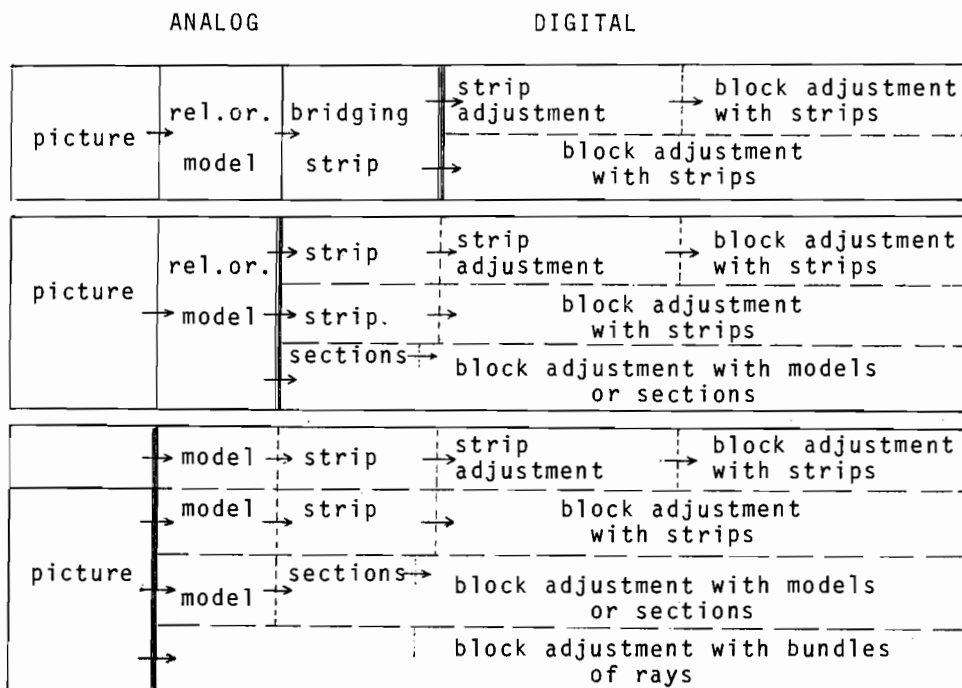 ANALOG DIGITAL
picture rel.or. model bridging strip strip adjustment block adjustment with strips
block adjustment with strips
picture rel.or. model strip strip adjustment block adjustment with strips
strip. block adjustment with strips
sections block adjustment with models or sections
model strip strip adjustment block adjustment with strips
model strip block adjustment with strips
picture model sections block adjustment with models or sections
block adjustment with bundles of rays